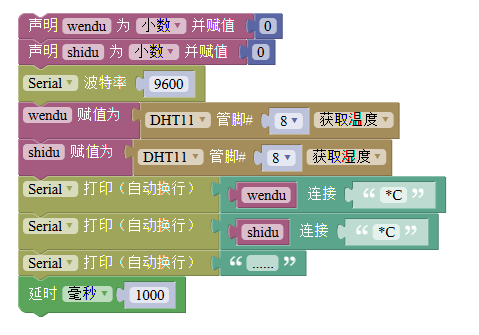 声明 wendu 为 小数 并赋值 0
声明 shidu 为 小数 并赋值 0
Serial 波特率 9600
wendu 赋值为 DHT11 管脚# 8 获取温度
shidu 赋值为 DHT11 管脚# 8 获取湿度
Serial 打印（自动换行） wendu 连接 “ *C ”
Serial 打印（自动换行） shidu 连接 “ *C ”
Serial 打印（自动换行） “ ...... ”
延时 毫秒 1000